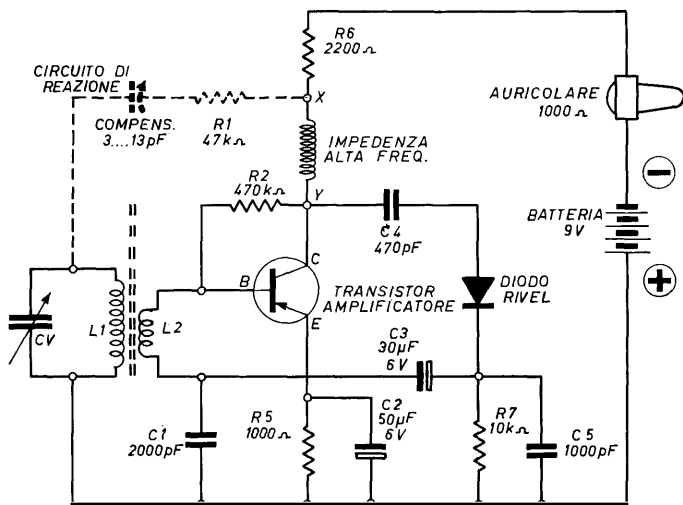 R6
2200Ω
CIRCUITO DI
REAZIONE
COMPENS.
3....13pF
R1
47kΩ
X
AURICOLARE
1000Ω
IMPEDENZA
ALTA FREQ.
R2
470kΩ
Y
C4
470pF
BATTERIA
9V
−
+
CV
L1
L2
B
C
E
TRANSISTOR
AMPLIFICATORE
DIODO
RIVEL
C3
30µF
6V
C1
2000pF
R5
1000Ω
C2
50µF
6V
R7
10kΩ
C5
1000pF